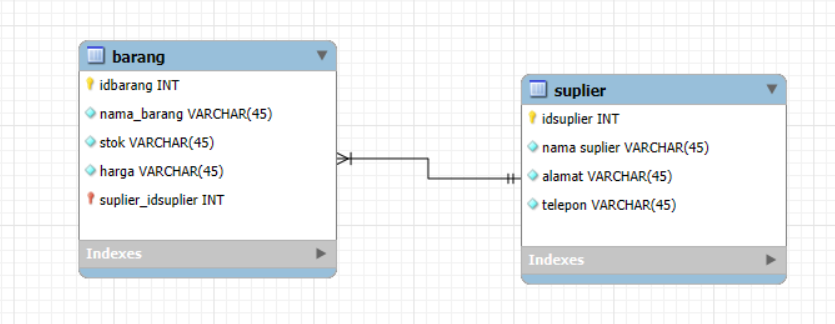 barang
idbarang INT
nama_barang VARCHAR(45)
stok VARCHAR(45)
harga VARCHAR(45)
suplier_idsuplier INT
Indexes
suplier
idsuplier INT
nama suplier VARCHAR(45)
alamat VARCHAR(45)
telepon VARCHAR(45)
Indexes